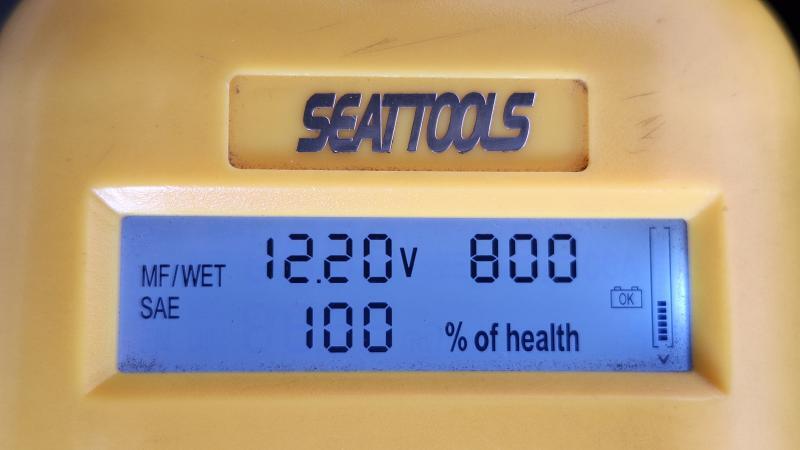 SEATTOOLS
MF/WET 12.20V 800
SAE 100 % of health
OK